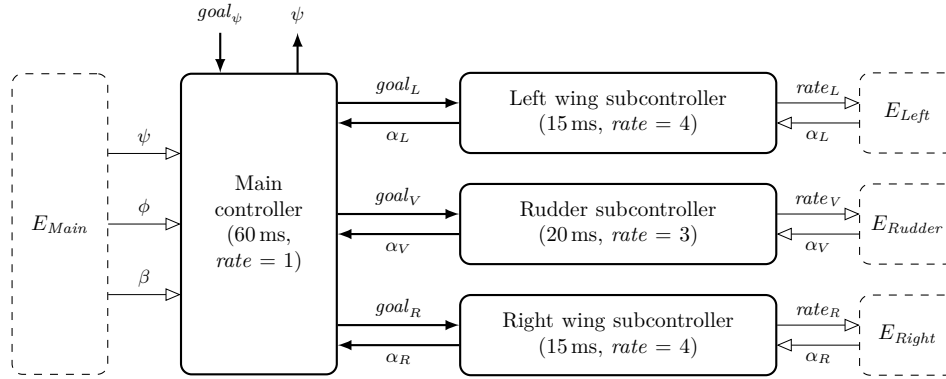 goal_ψ
ψ
E_Main
ψ
ϕ
β
Main
controller
(60 ms,
rate = 1)
goal_L
α_L
Left wing subcontroller
(15 ms, rate = 4)
rate_L
α_L
E_Left
goal_V
α_V
Rudder subcontroller
(20 ms, rate = 3)
rate_V
α_V
E_Rudder
goal_R
α_R
Right wing subcontroller
(15 ms, rate = 4)
rate_R
α_R
E_Right